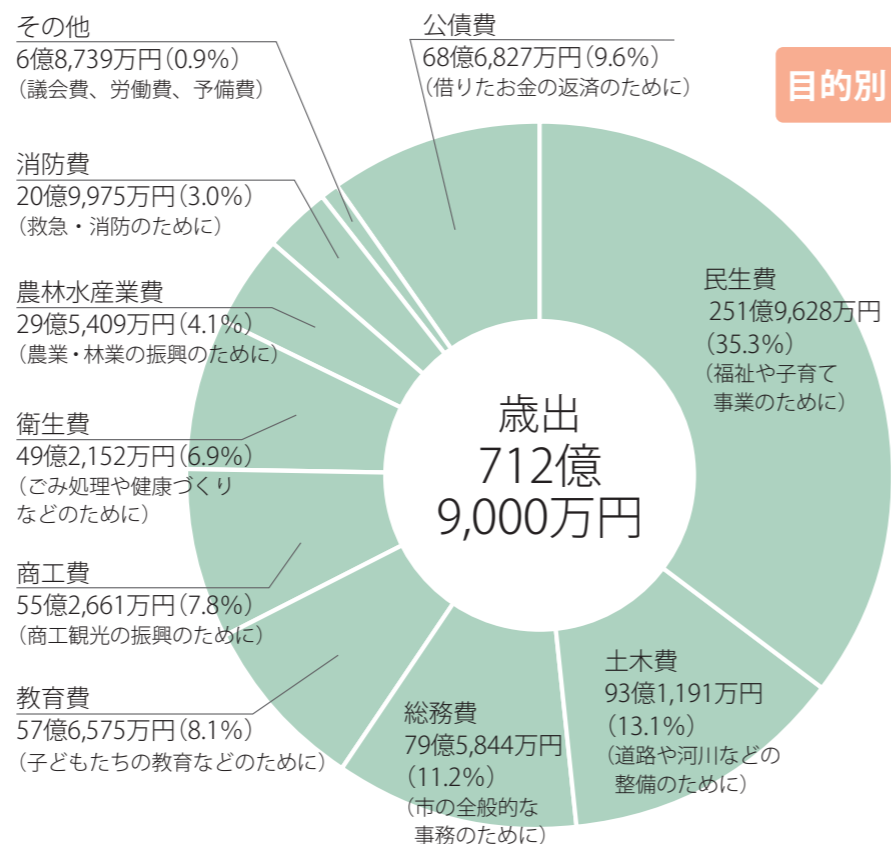 その他
6億8,739万円(0.9%)
(議会費、労働費、予備費)
公債費
68億6,827万円(9.6%)
(借りたお金の返済のために)
目的別
消防費
20億9,975万円(3.0%)
(救急・消防のために)
農林水産業費
29億5,409万円(4.1%)
(農業・林業の振興のために)
衛生費
49億2,152万円(6.9%)
(ごみ処理や健康づくり
などのために)
商工費
55億2,661万円(7.8%)
(商工観光の振興のために)
教育費
57億6,575万円(8.1%)
(子どもたちの教育などのために)
民生費
251億9,628万円
(35.3%)
(福祉や子育て
事業のために)
歳出
712億
9,000万円
土木費
93億1,191万円
(13.1%)
(道路や河川などの
整備のために)
総務費
79億5,844万円
(11.2%)
(市の全般的な
事務のために)